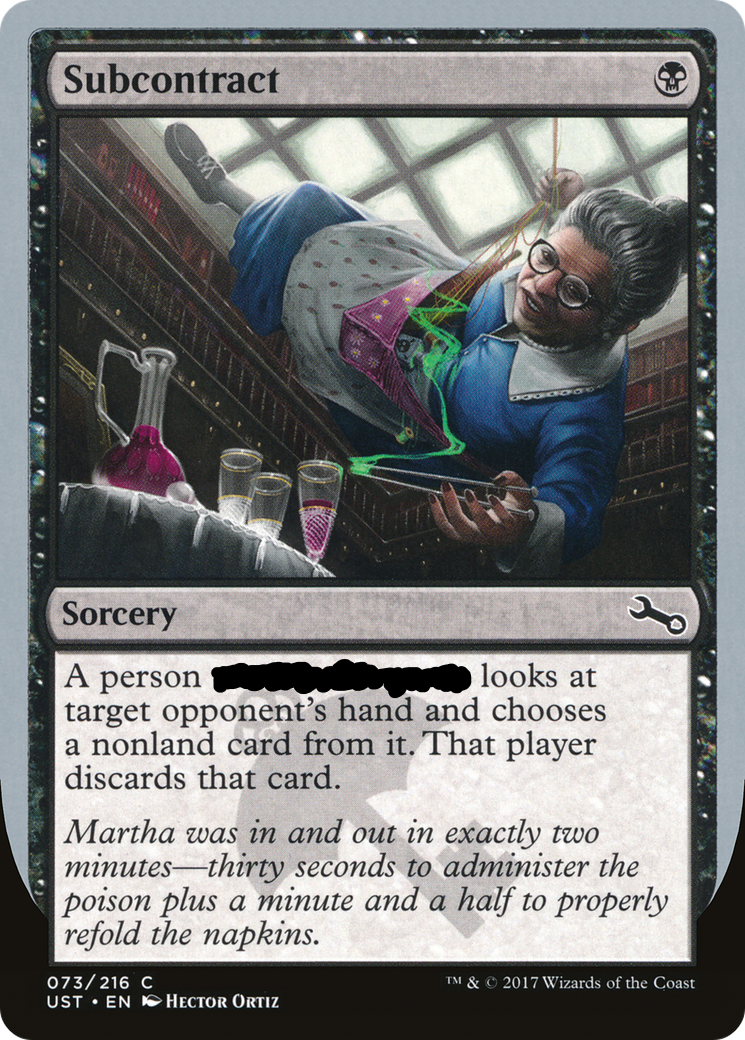 Subcontract
Sorcery
A person looks at
target opponent's hand and chooses
a nonland card from it. That player
discards that card.
Martha was in and out in exactly two
minutes—thirty seconds to administer the
poison plus a minute and a half to properly
refold the napkins.
073/216 C
™ & © 2017 Wizards of the Coast
UST • EN Hector Ortiz